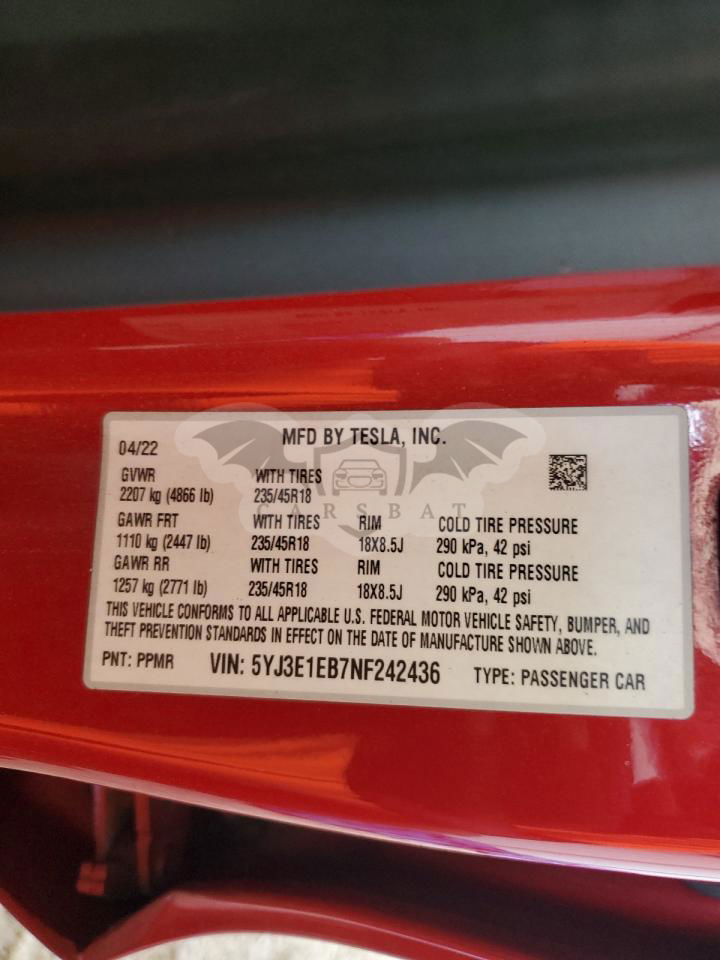 MFD BY TESLA, INC.
04/22
GVWR WITH TIRES
2207 kg (4866 lb) 235/45R18
GAWR FRT WITH TIRES RIM COLD TIRE PRESSURE
1110 kg (2447 lb) 235/45R18 18X8.5J 290 kPa, 42 psi
GAWR RR WITH TIRES RIM COLD TIRE PRESSURE
1257 kg (2771 lb) 235/45R18 18X8.5J 290 kPa, 42 psi
THIS VEHICLE CONFORMS TO ALL APPLICABLE U.S. FEDERAL MOTOR VEHICLE SAFETY, BUMPER, AND
THEFT PREVENTION STANDARDS IN EFFECT ON THE DATE OF MANUFACTURE SHOWN ABOVE.
PNT: PPMR VIN: 5YJ3E1EB7NF242436 TYPE: PASSENGER CAR
CARSBAT